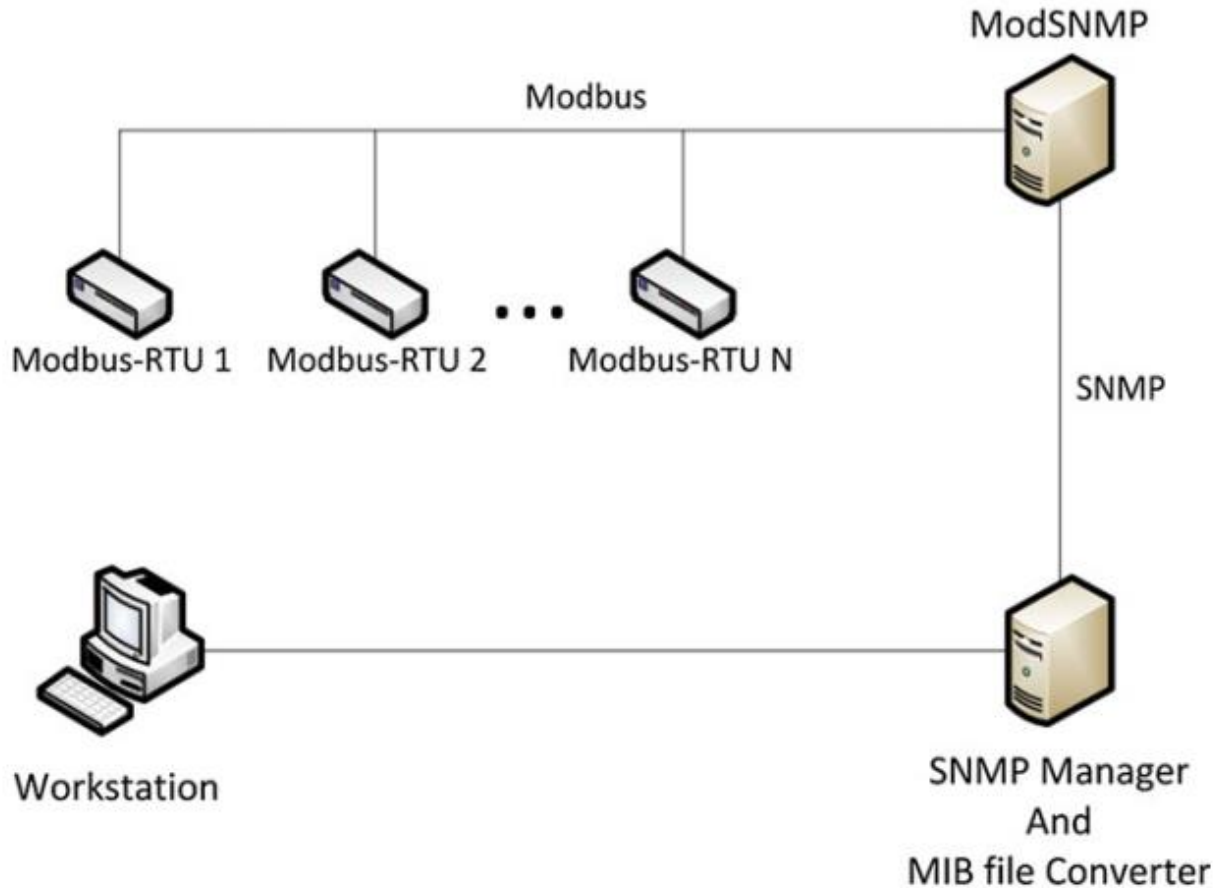 ModSNMP
Modbus
Modbus-RTU 1
Modbus-RTU 2
Modbus-RTU N
SNMP
Workstation
SNMP Manager
And
MIB file Converter